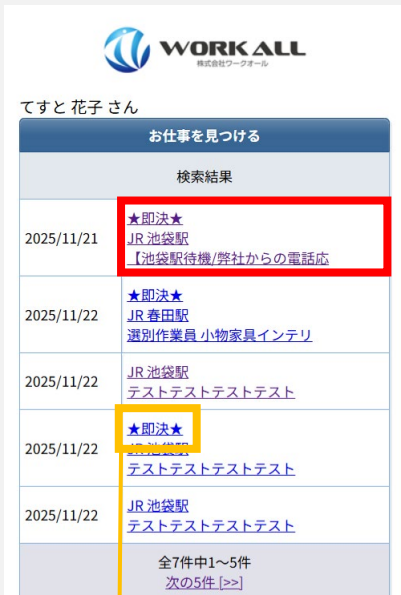 WORK ALL
株式会社ワークオール
てすと 花子 さん
お仕事を見つける
検索結果
2025/11/21
★即決★
JR 池袋駅
【池袋駅待機/弊社からの電話応
2025/11/22
★即決★
JR 春田駅
選別作業員 小物家具インテリ
2025/11/22
JR 池袋駅
テストテストテストテスト
2025/11/22
★即決★
JR 池袋駅
テストテストテストテスト
2025/11/22
JR 池袋駅
テストテストテストテスト
全7件中1～5件
次の5件 [>>]